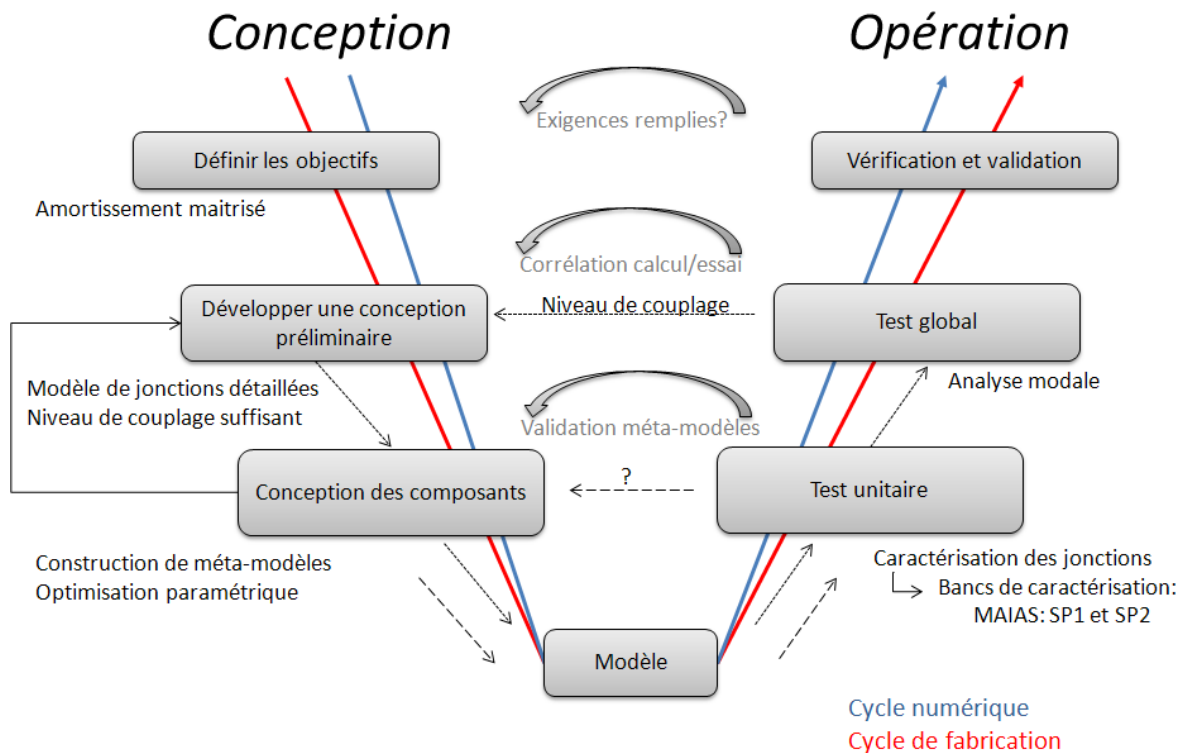 Conception
Opération
Exigences remplies?
Définir les objectifs
Vérification et validation
Amortissement maitrisé
Corrélation calcul/essai
Niveau de couplage
Développer une conception
préliminaire
Test global
Modèle de jonctions détaillées
Niveau de couplage suffisant
Analyse modale
Validation méta-modèles
?
Conception des composants
Test unitaire
Construction de méta-modèles
Optimisation paramétrique
Caractérisation des jonctions
Bancs de caractérisation:
MAIAS: SP1 et SP2
Modèle
Cycle numérique
Cycle de fabrication